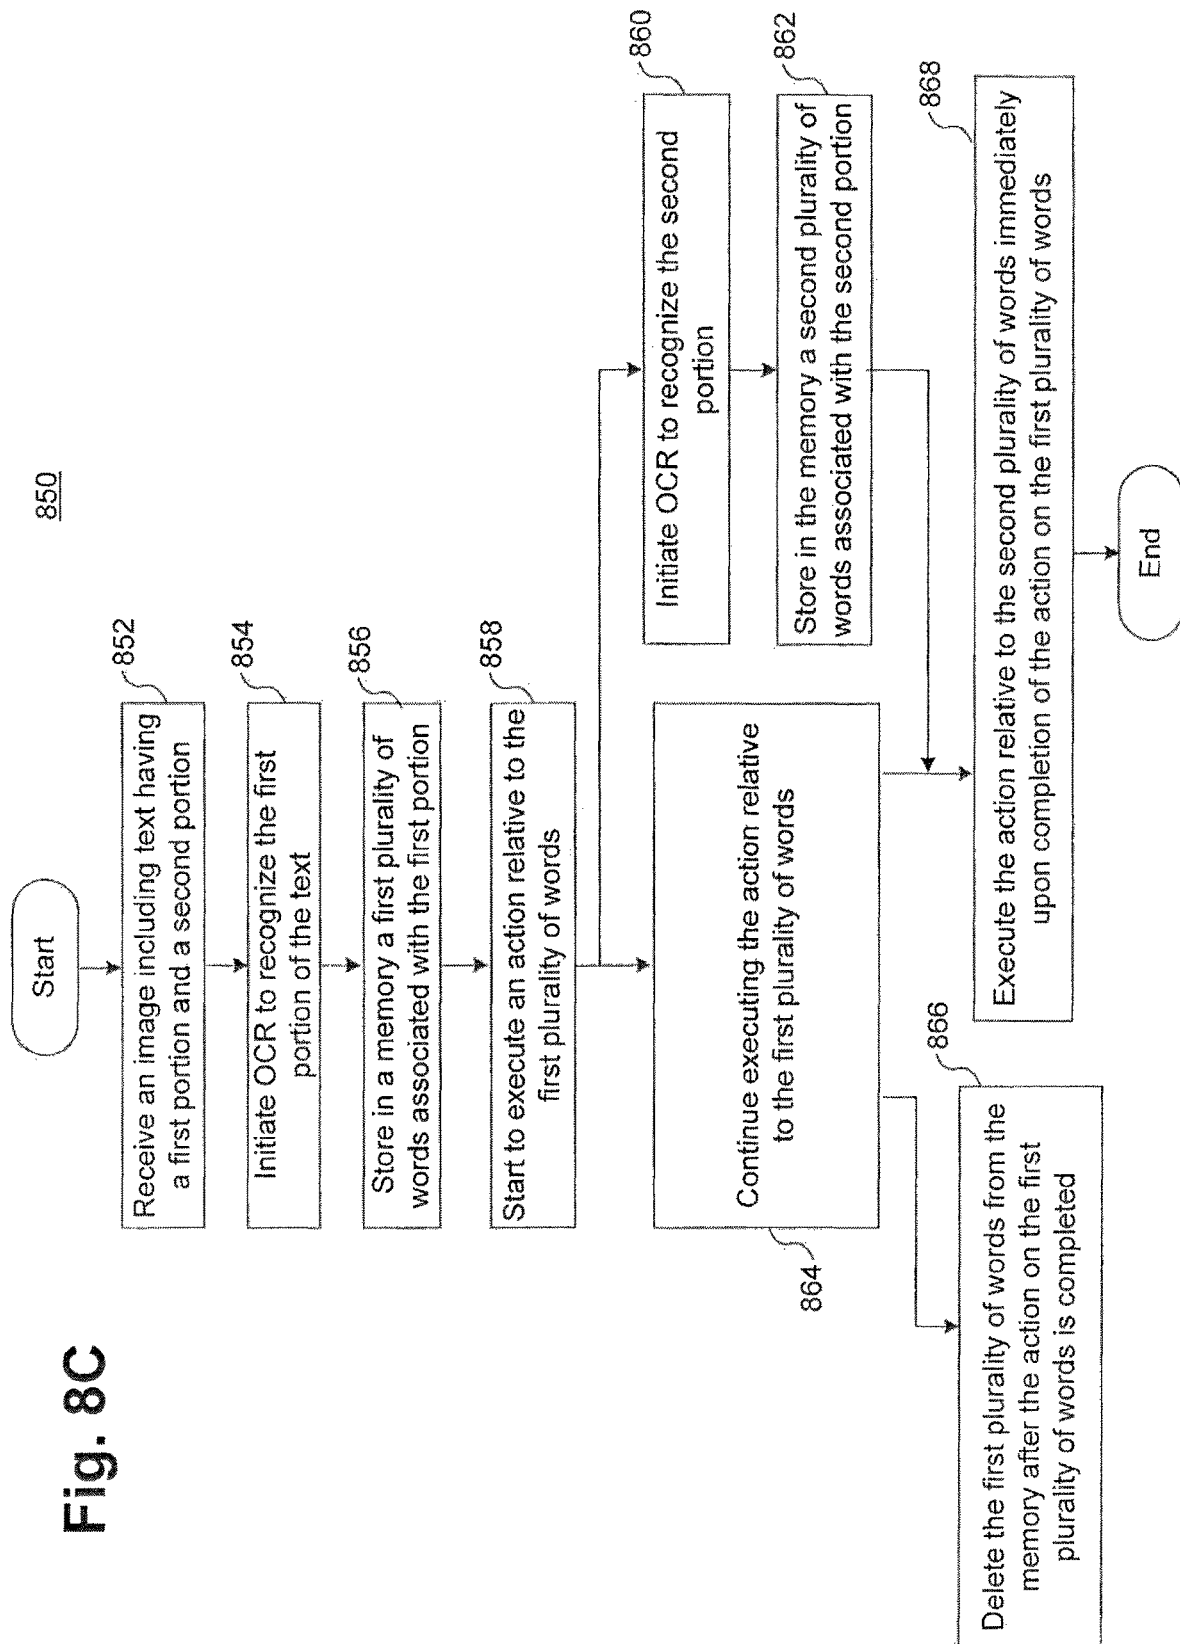 Fig. 8C
850
Start
852
Receive an image including text having
a first portion and a second portion
854
Initiate OCR to recognize the first
portion of the text
856
Store in a memory a first plurality of
words associated with the first portion
858
Start to execute an action relative to the
first plurality of words
860
Initiate OCR to recognize the second
portion
862
Store in the memory a second plurality of
words associated with the second portion
864
Continue executing the action relative
to the first plurality of words
866
Delete the first plurality of words from the
memory after the action on the first
plurality of words is completed
868
Execute the action relative to the second plurality of words immediately
upon completion of the action on the first plurality of words
End